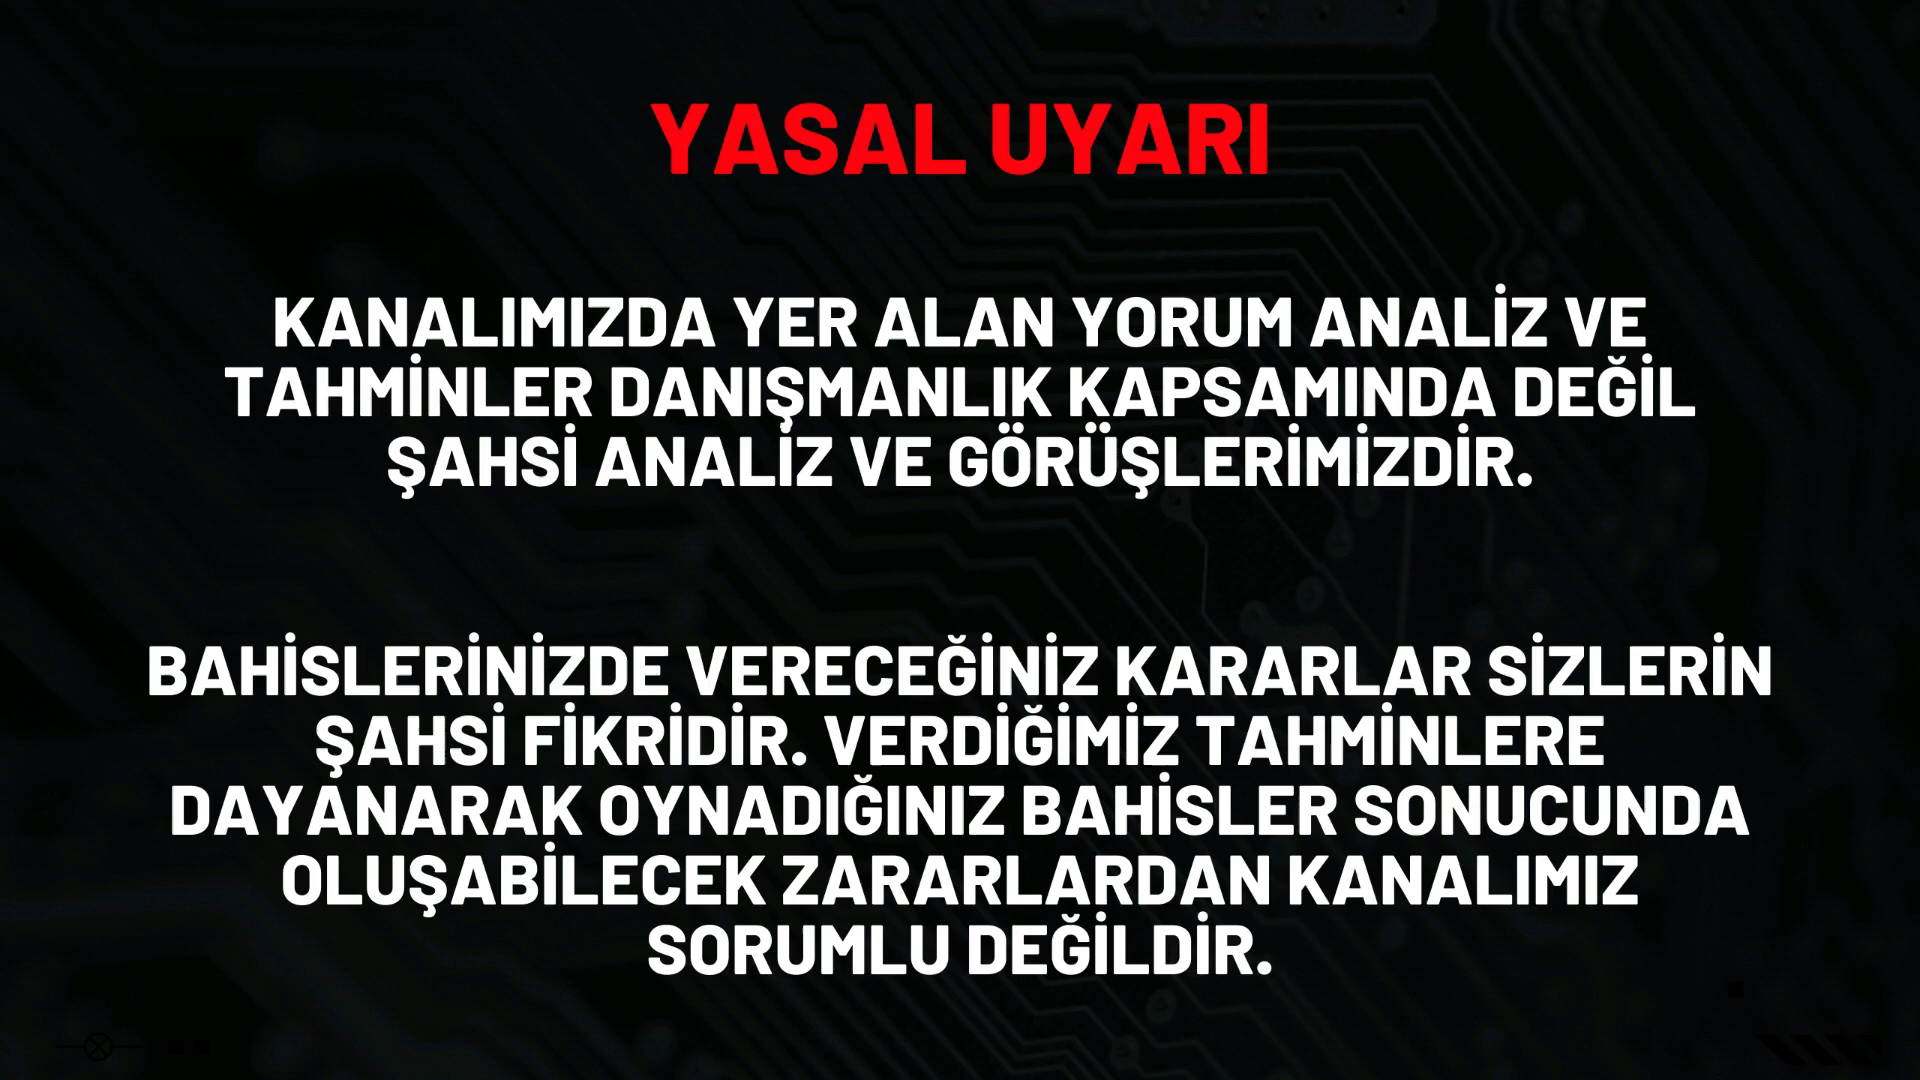 YASAL UYARI
KANALIMIZDA YER ALAN YORUM ANALİZ VE
TAHMİNLER DANIŞMANLIK KAPSAMINDA DEĞİL
ŞAHSİ ANALİZ VE GÖRÜŞLERİMİZDİR.
BAHİSLERİNİZDE VERECEĞİNİZ KARARLAR SİZLERİN
ŞAHSİ FİKRİDİR. VERDİĞİMİZ TAHMİNLERE
DAYANARAK OYNADIĞINIZ BAHİSLER SONUCUNDA
OLUŞABİLECEK ZARARLARDAN KANALIMIZ
SORUMLU DEĞİLDİR.